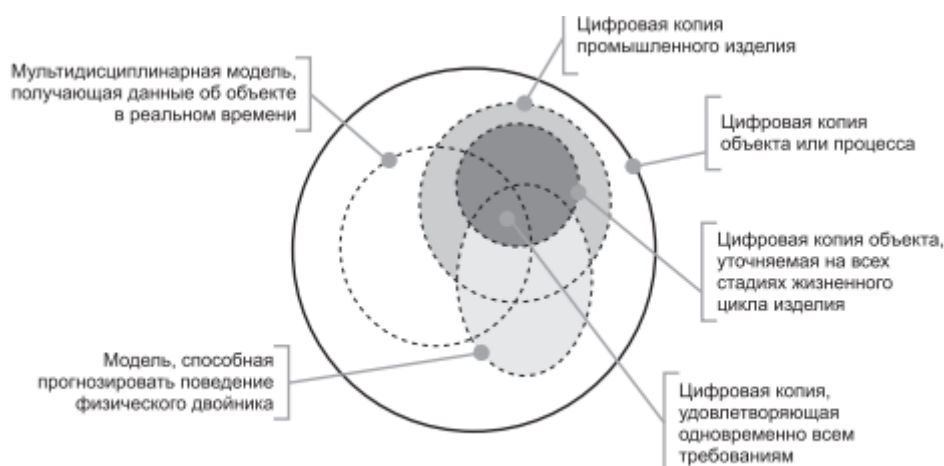 Цифровая копия
промышленного изделия
Мультидисциплинарная модель,
получающая данные об объекте
в реальном времени
Цифровая копия
объекта или процесса
Цифровая копия объекта,
уточняемая на всех
стадиях жизненного
цикла изделия
Модель, способная
прогнозировать поведение
физического двойника
Цифровая копия,
удовлетворяющая
одновременно всем
требованиям